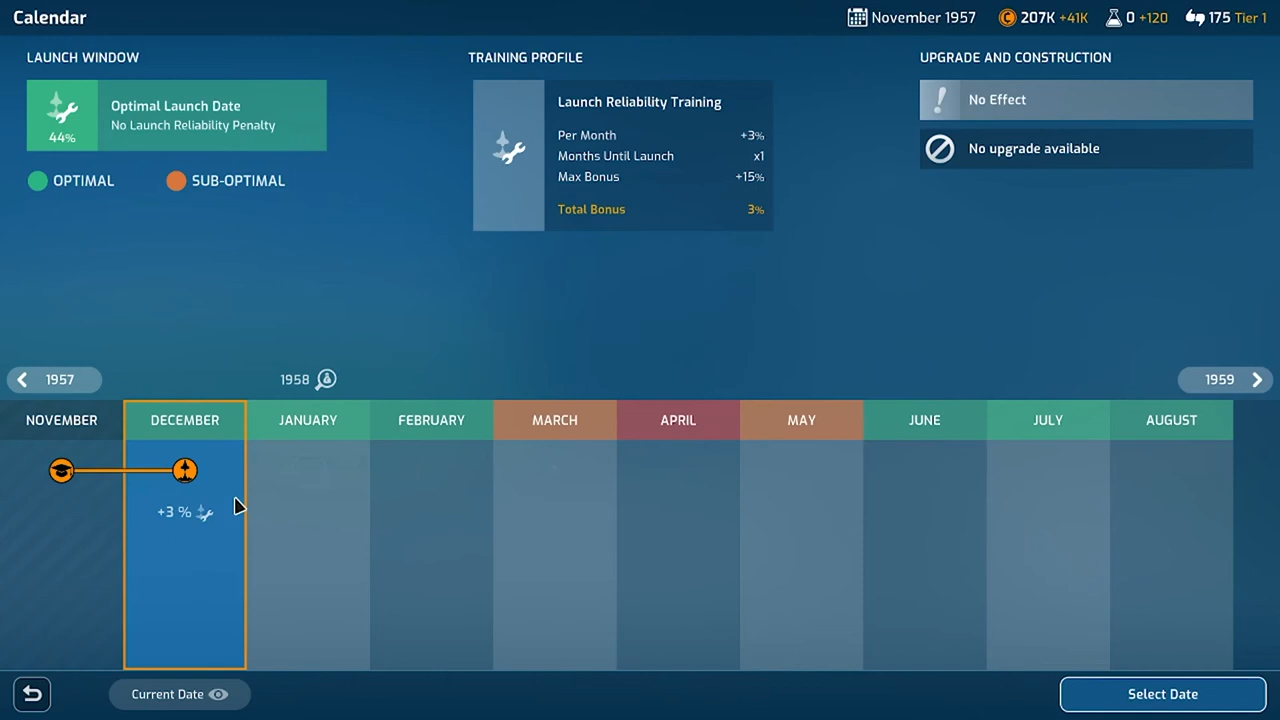 Calendar
November 1957
207K +41K
0 +120
175 Tier 1
LAUNCH WINDOW
44%
Optimal Launch Date
No Launch Reliability Penalty
OPTIMAL
SUB-OPTIMAL
TRAINING PROFILE
Launch Reliability Training
Per Month +3%
Months Until Launch x1
Max Bonus +15%
Total Bonus 3%
UPGRADE AND CONSTRUCTION
No Effect
No upgrade available
1957
1958
1959
NOVEMBER DECEMBER JANUARY FEBRUARY MARCH APRIL MAY JUNE JULY AUGUST
+3 %
Current Date
Select Date